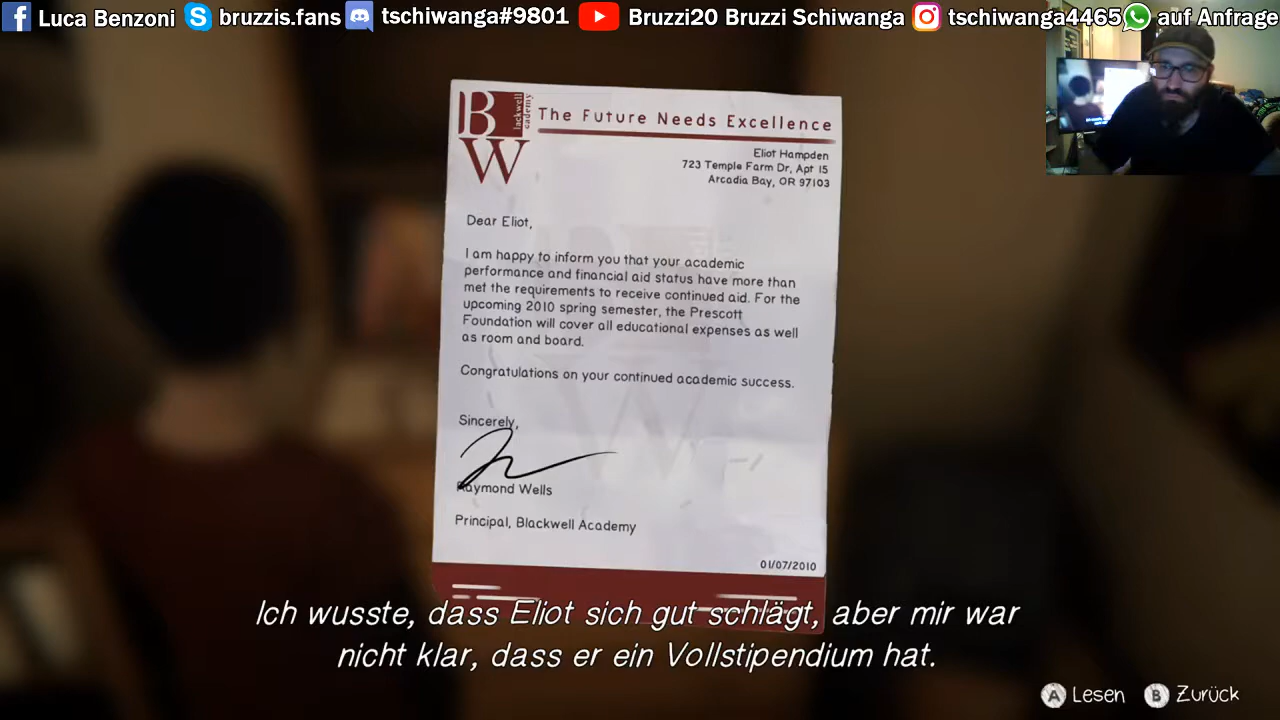 Luca Benzoni bruzzis.fans tschiwanga#9801 Bruzzi20 Bruzzi Schiwanga tschiwanga4465 auf Anfrage
B lackwell cademy
W
The Future Needs Excellence
Eliot Hampden
723 Temple Farm Dr, Apt 15
Arcadia Bay, OR 97103
Dear Eliot,
I am happy to inform you that your academic
performance and financial aid status have more than
met the requirements to receive continued aid. For the
upcoming 2010 spring semester, the Prescott
Foundation will cover all educational expenses as well
as room and board.
Congratulations on your continued academic success.
Sincerely,
Raymond Wells
Principal, Blackwell Academy
01/07/2010
Ich wusste, dass Eliot sich gut schlägt, aber mir war
nicht klar, dass er ein Vollstipendium hat.
A Lesen B Zurück